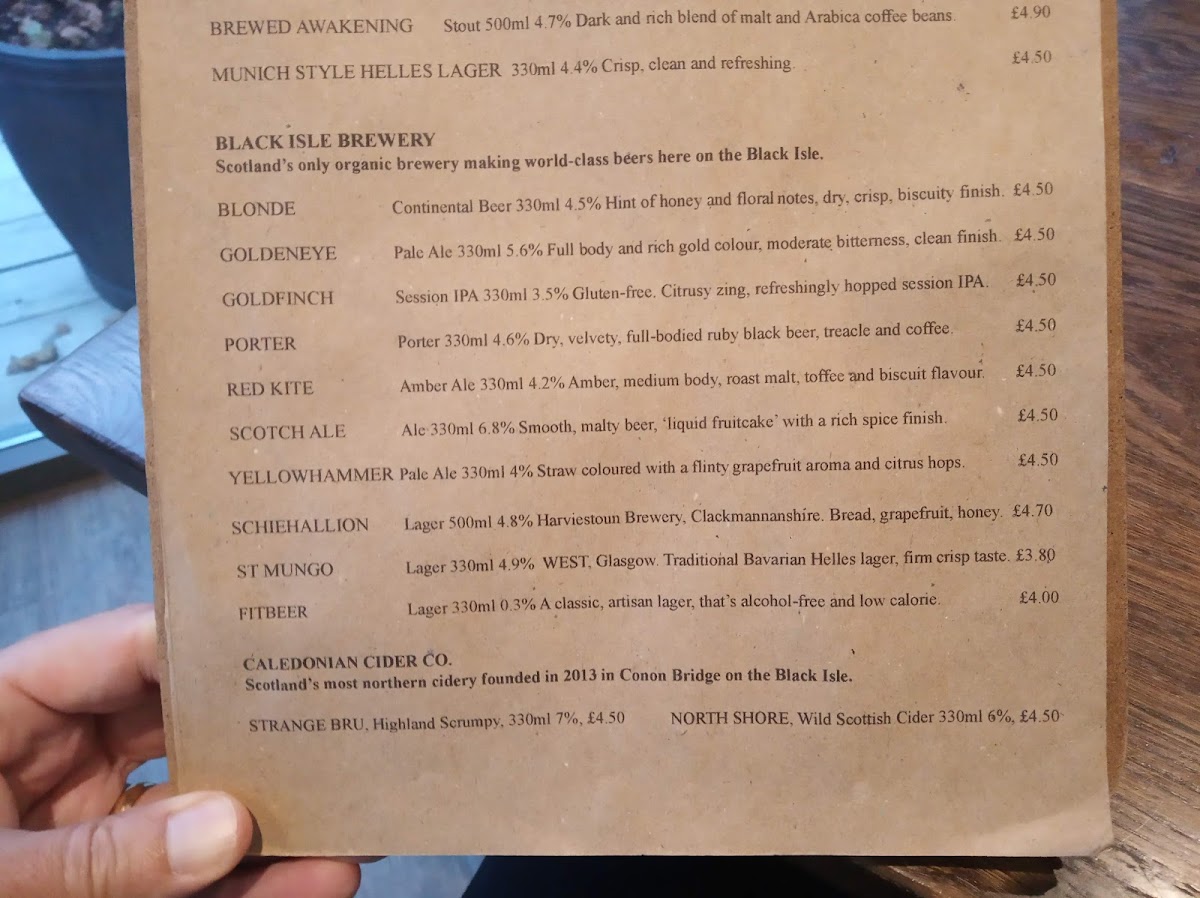 BREWED AWAKENING Stout 500ml 4.7% Dark and rich blend of malt and Arabica coffee beans. £4.90
MUNICH STYLE HELLES LAGER 330ml 4.4% Crisp, clean and refreshing. £4.50
BLACK ISLE BREWERY
Scotland's only organic brewery making world-class beers here on the Black Isle.
BLONDE Continental Beer 330ml 4.5% Hint of honey and floral notes, dry, crisp, biscuity finish. £4.50
GOLDENEYE Pale Ale 330ml 5.6% Full body and rich gold colour, moderate bitterness, clean finish. £4.50
GOLDFINCH Session IPA 330ml 3.5% Gluten-free. Citrusy zing, refreshingly hopped session IPA. £4.50
PORTER Porter 330ml 4.6% Dry, velvety, full-bodied ruby black beer, treacle and coffee. £4.50
RED KITE Amber Ale 330ml 4.2% Amber, medium body, roast malt, toffee and biscuit flavour. £4.50
SCOTCH ALE Ale 330ml 6.8% Smooth, malty beer, 'liquid fruitcake' with a rich spice finish. £4.50
YELLOWHAMMER Pale Ale 330ml 4% Straw coloured with a flinty grapefruit aroma and citrus hops. £4.50
SCHIEHALLION Lager 500ml 4.8% Harviestoun Brewery, Clackmannanshire. Bread, grapefruit, honey. £4.70
ST MUNGO Lager 330ml 4.9% WEST, Glasgow. Traditional Bavarian Helles lager, firm crisp taste. £3.80
FITBEER Lager 330ml 0.3% A classic, artisan lager, that's alcohol-free and low calorie. £4.00
CALEDONIAN CIDER CO.
Scotland's most northern cidery founded in 2013 in Conon Bridge on the Black Isle.
STRANGE BRU, Highland Scrumpy, 330ml 7%, £4.50 NORTH SHORE, Wild Scottish Cider 330ml 6%, £4.50